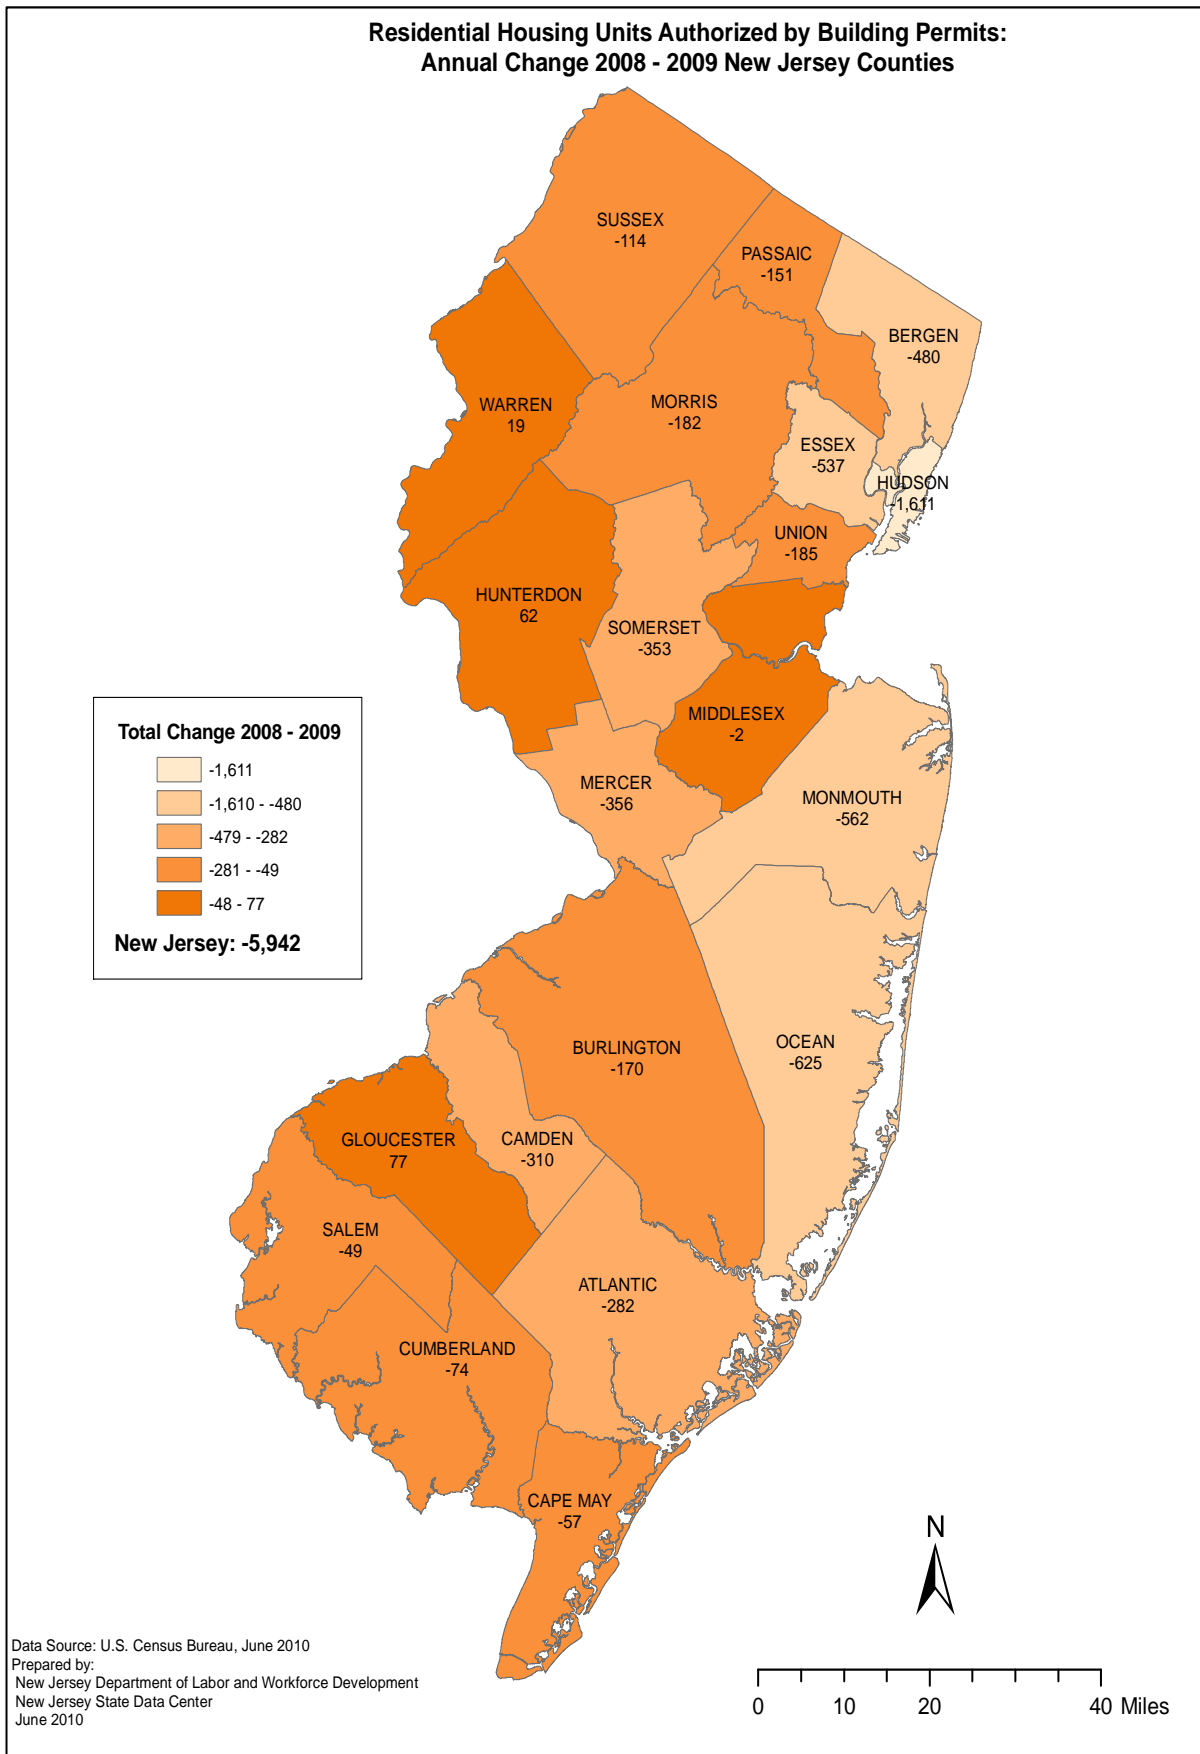 Residential Housing Units Authorized by Building Permits:
Annual Change 2008 - 2009 New Jersey Counties
SUSSEX
-114
PASSAIC
-151
BERGEN
-480
WARREN
19
MORRIS
-182
ESSEX
-537
HUDSON
-1,611
UNION
-185
HUNTERDON
62
SOMERSET
-353
MIDDLESEX
-2
MERCER
-356
MONMOUTH
-562
Total Change 2008 - 2009
-1,611
-1,610 - -480
-479 - -282
-281 - -49
-48 - 77
New Jersey: -5,942
BURLINGTON
-170
OCEAN
-625
GLOUCESTER
77
CAMDEN
-310
SALEM
-49
ATLANTIC
-282
CUMBERLAND
-74
CAPE MAY
-57
N
Data Source: U.S. Census Bureau, June 2010
Prepared by:
New Jersey Department of Labor and Workforce Development
New Jersey State Data Center
June 2010
0 10 20 40 Miles